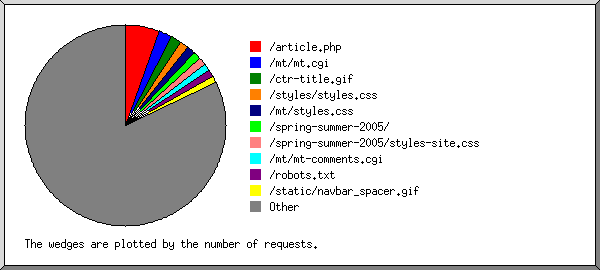 /article.php
/mt/mt.cgi
/ctr-title.gif
/styles/styles.css
/mt/styles.css
/spring-summer-2005/
/spring-summer-2005/styles-site.css
/mt/mt-comments.cgi
/robots.txt
/static/navbar_spacer.gif
Other
The wedges are plotted by the number of requests.